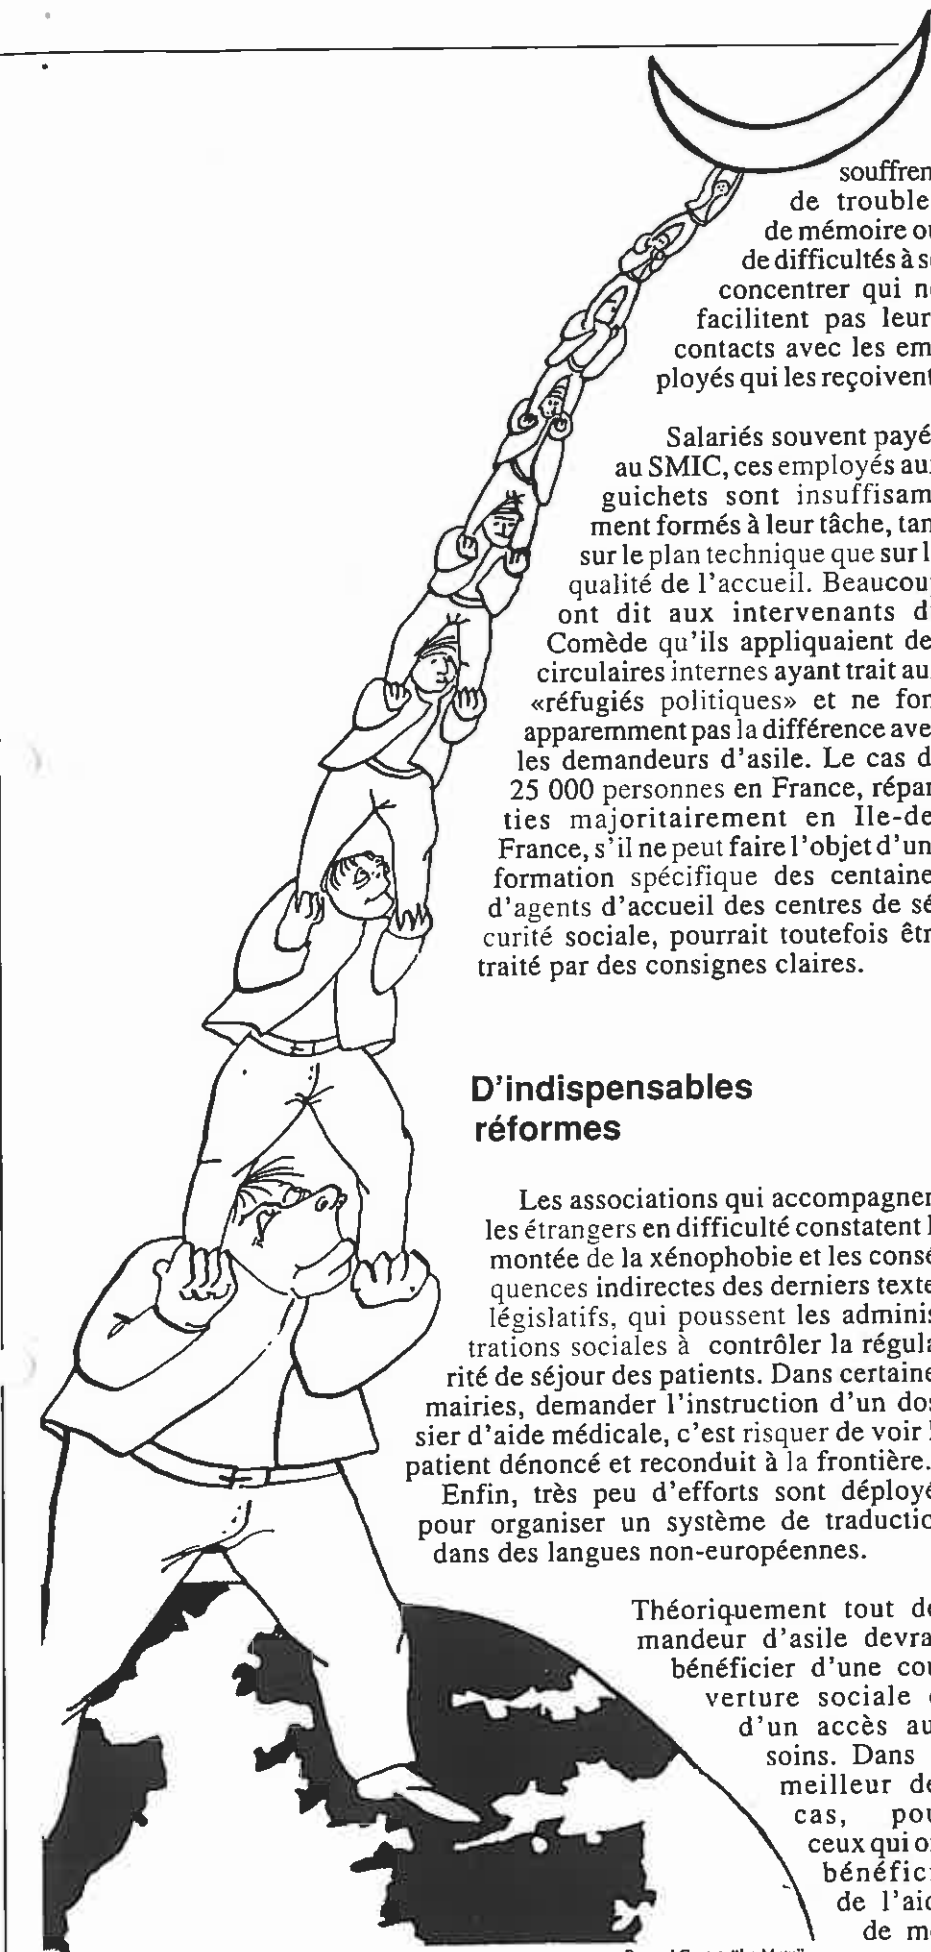 souffren
de trouble
de mémoire ou
de difficultés à se
concentrer qui ne
facilitent pas leur
contacts avec les em
ployés qui les reçoivent
Salariés souvent payé
au SMIC, ces employés aux
guichets sont insuffisam
ment formés à leur tâche, tan
sur le plan technique que sur l
qualité de l'accueil. Beaucoup
ont dit aux intervenants d
Comède qu'ils appliquaient de
circulaires internes ayant trait au
«réfugiés politiques» et ne fon
apparemment pas la différence ave
les demandeurs d'asile. Le cas d
25 000 personnes en France, répar
ties majoritairement en Ile-de
France, s'il ne peut faire l'objet d'un
formation spécifique des centaine
d'agents d'accueil des centres de sé
curité sociale, pourrait toutefois êtr
traité par des consignes claires.
D'indispensables
réformes
Les associations qui accompagnen
les étrangers en difficulté constatent l
montée de la xénophobie et les consé
quences indirectes des derniers texte
législatifs, qui poussent les adminis
trations sociales à contrôler la régula
rité de séjour des patients. Dans certaine
mairies, demander l'instruction d'un dos
sier d'aide médicale, c'est risquer de voir l
patient dénoncé et reconduit à la frontière.
Enfin, très peu d'efforts sont déployé
pour organiser un système de traductio
dans des langues non-européennes.
Théoriquement tout de
mandeur d'asile devra
bénéficier d'une cou
verture sociale e
d'un accès au
soins. Dans
meilleur de
cas, pou
ceux qui on
bénéfici
de l'aid
de mé